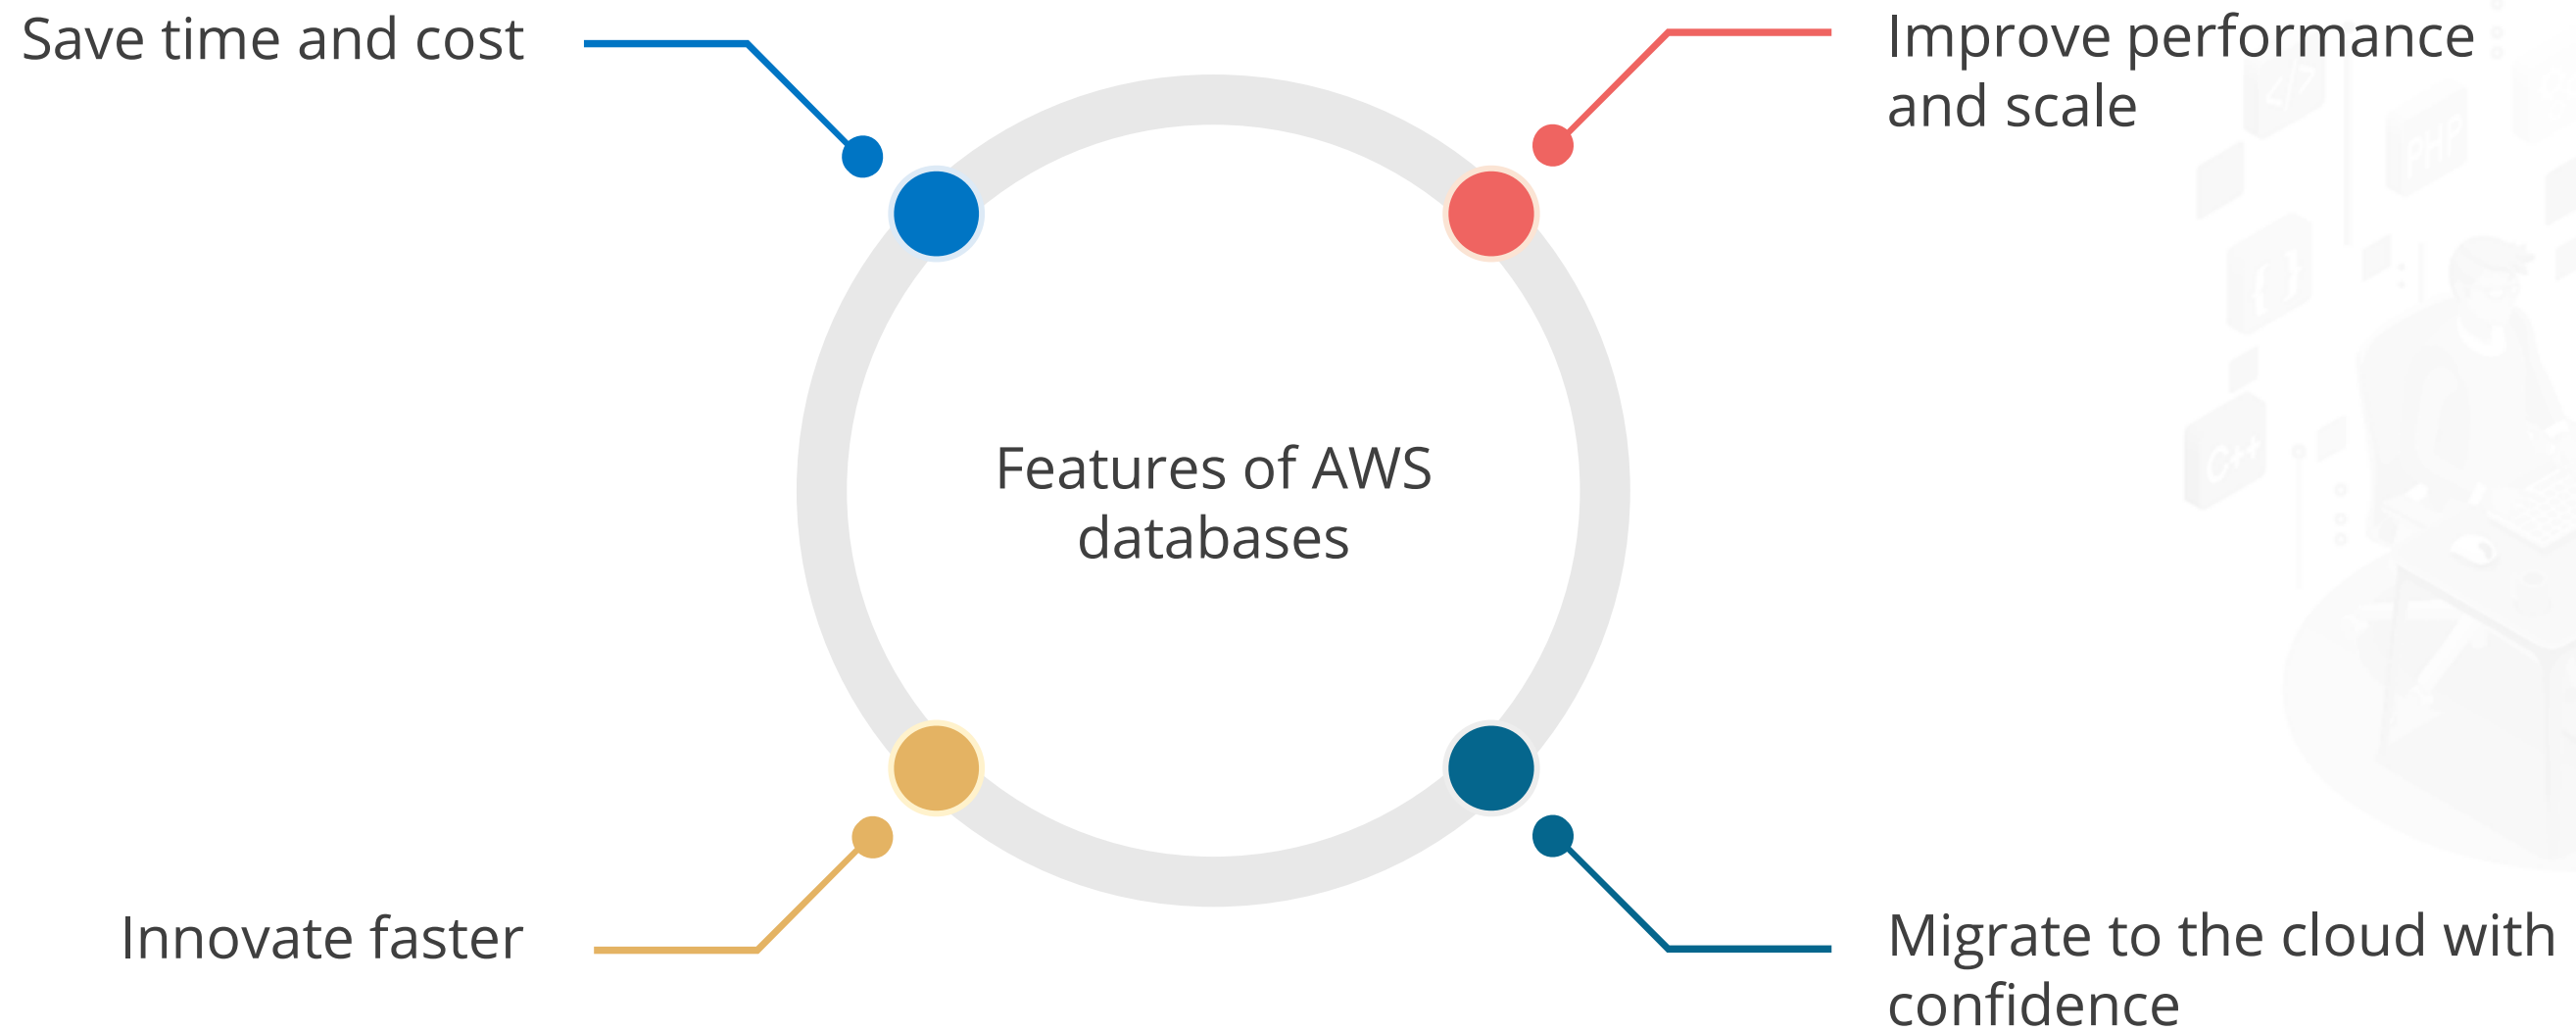 Save time and cost
Improve performance
and scale
</>
PHP
{ }
C++
Features of AWS
databases
Innovate faster
Migrate to the cloud with
confidence